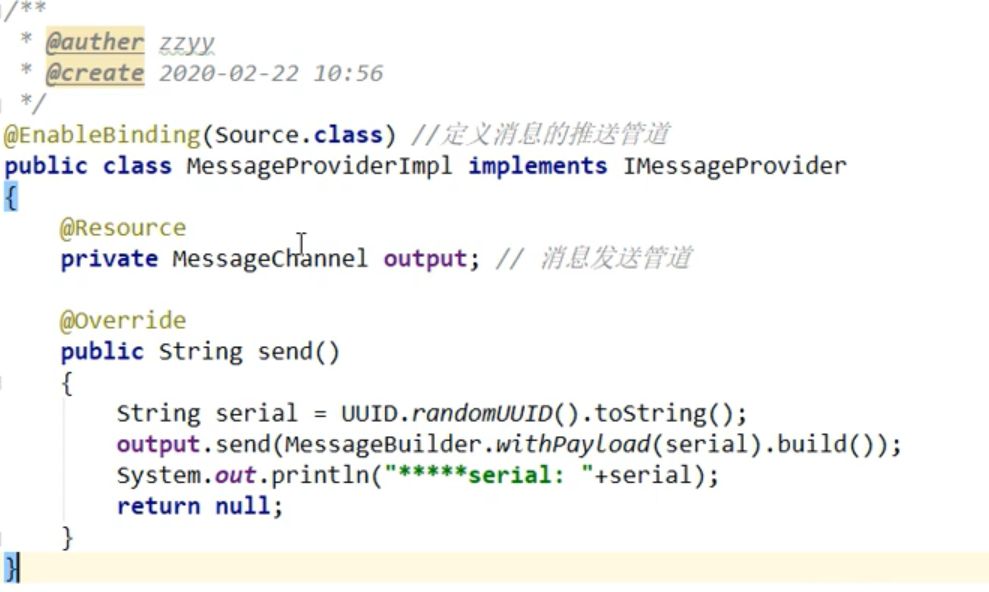 /**
 * @auther zzyy
 * @create 2020-02-22 10:56
 */
@EnableBinding(Source.class) //定义消息的推送管道
public class MessageProviderImpl implements IMessageProvider
{
    @Resource
    private MessageChannel output; // 消息发送管道

    @Override
    public String send()
    {
        String serial = UUID.randomUUID().toString();
        output.send(MessageBuilder.withPayload(serial).build());
        System.out.println("*****serial: "+serial);
        return null;
    }
}